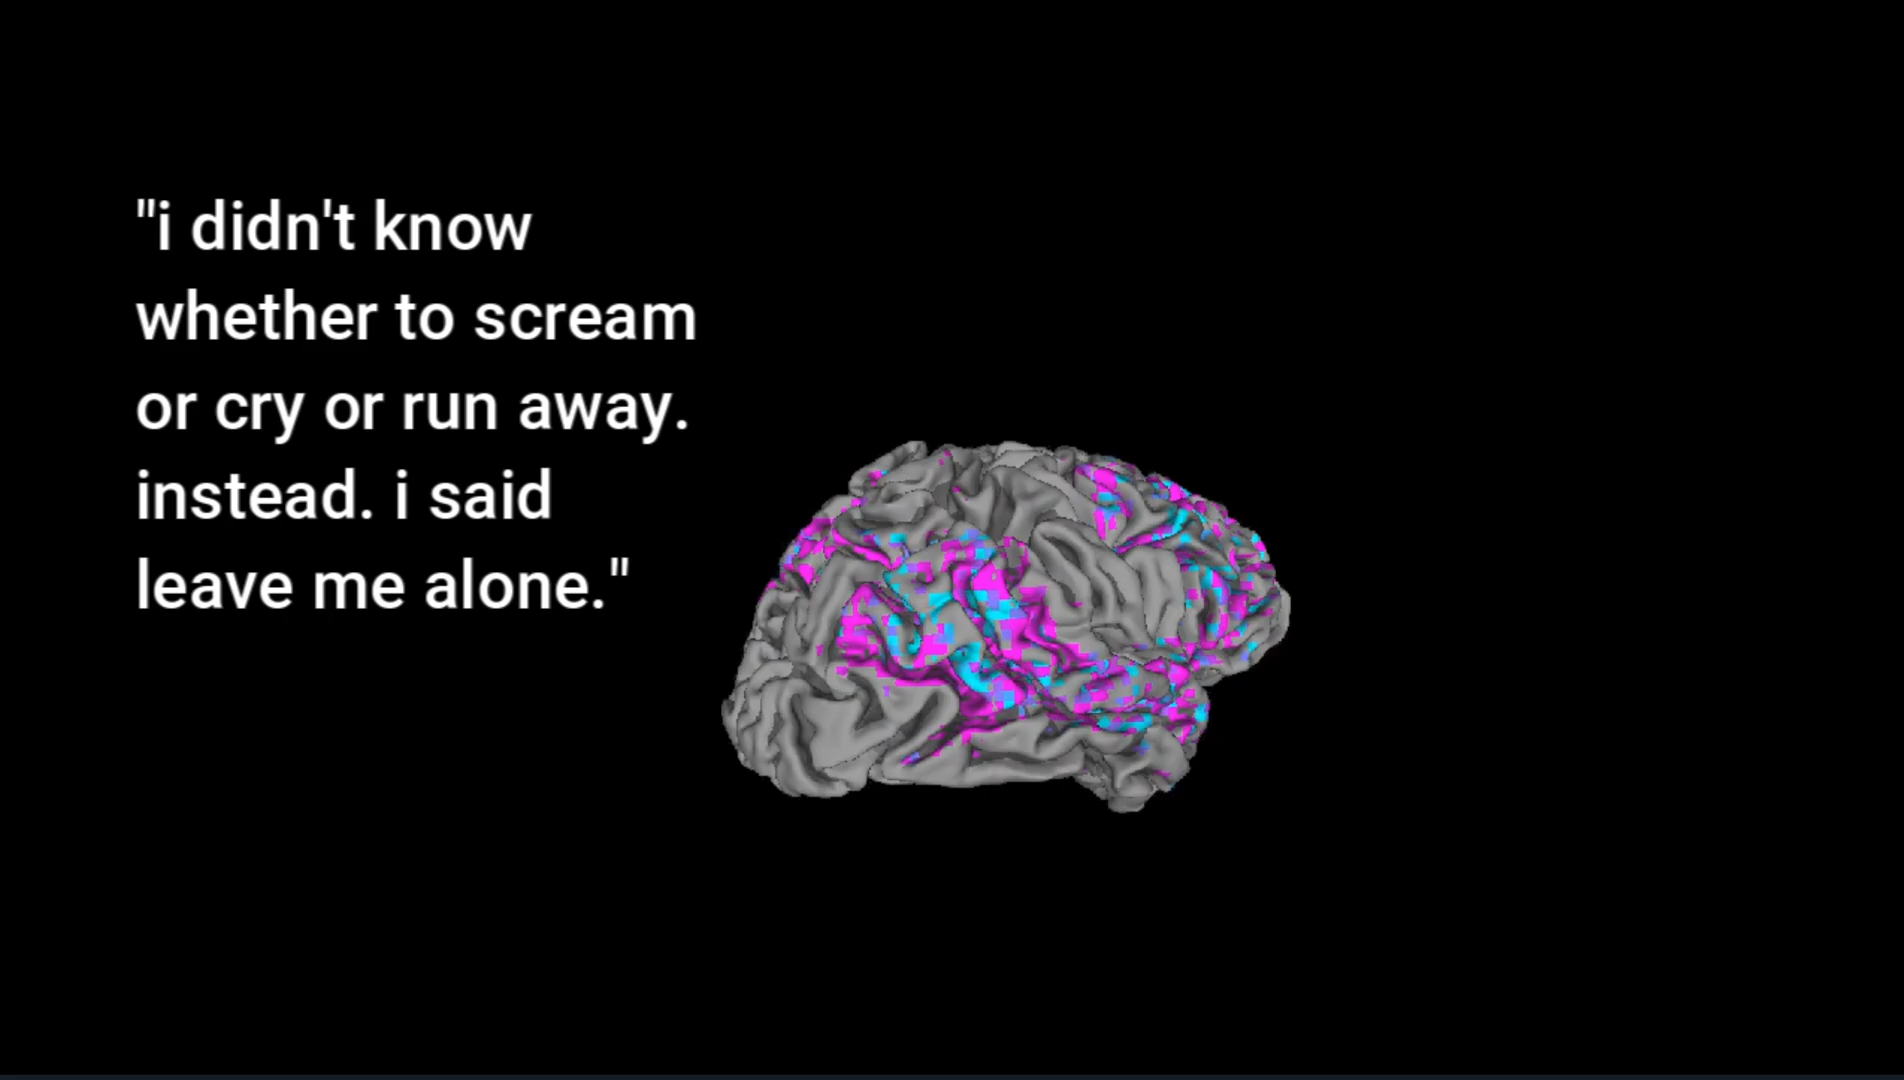 "i didn't know
whether to scream
or cry or run away.
instead. i said
leave me alone."